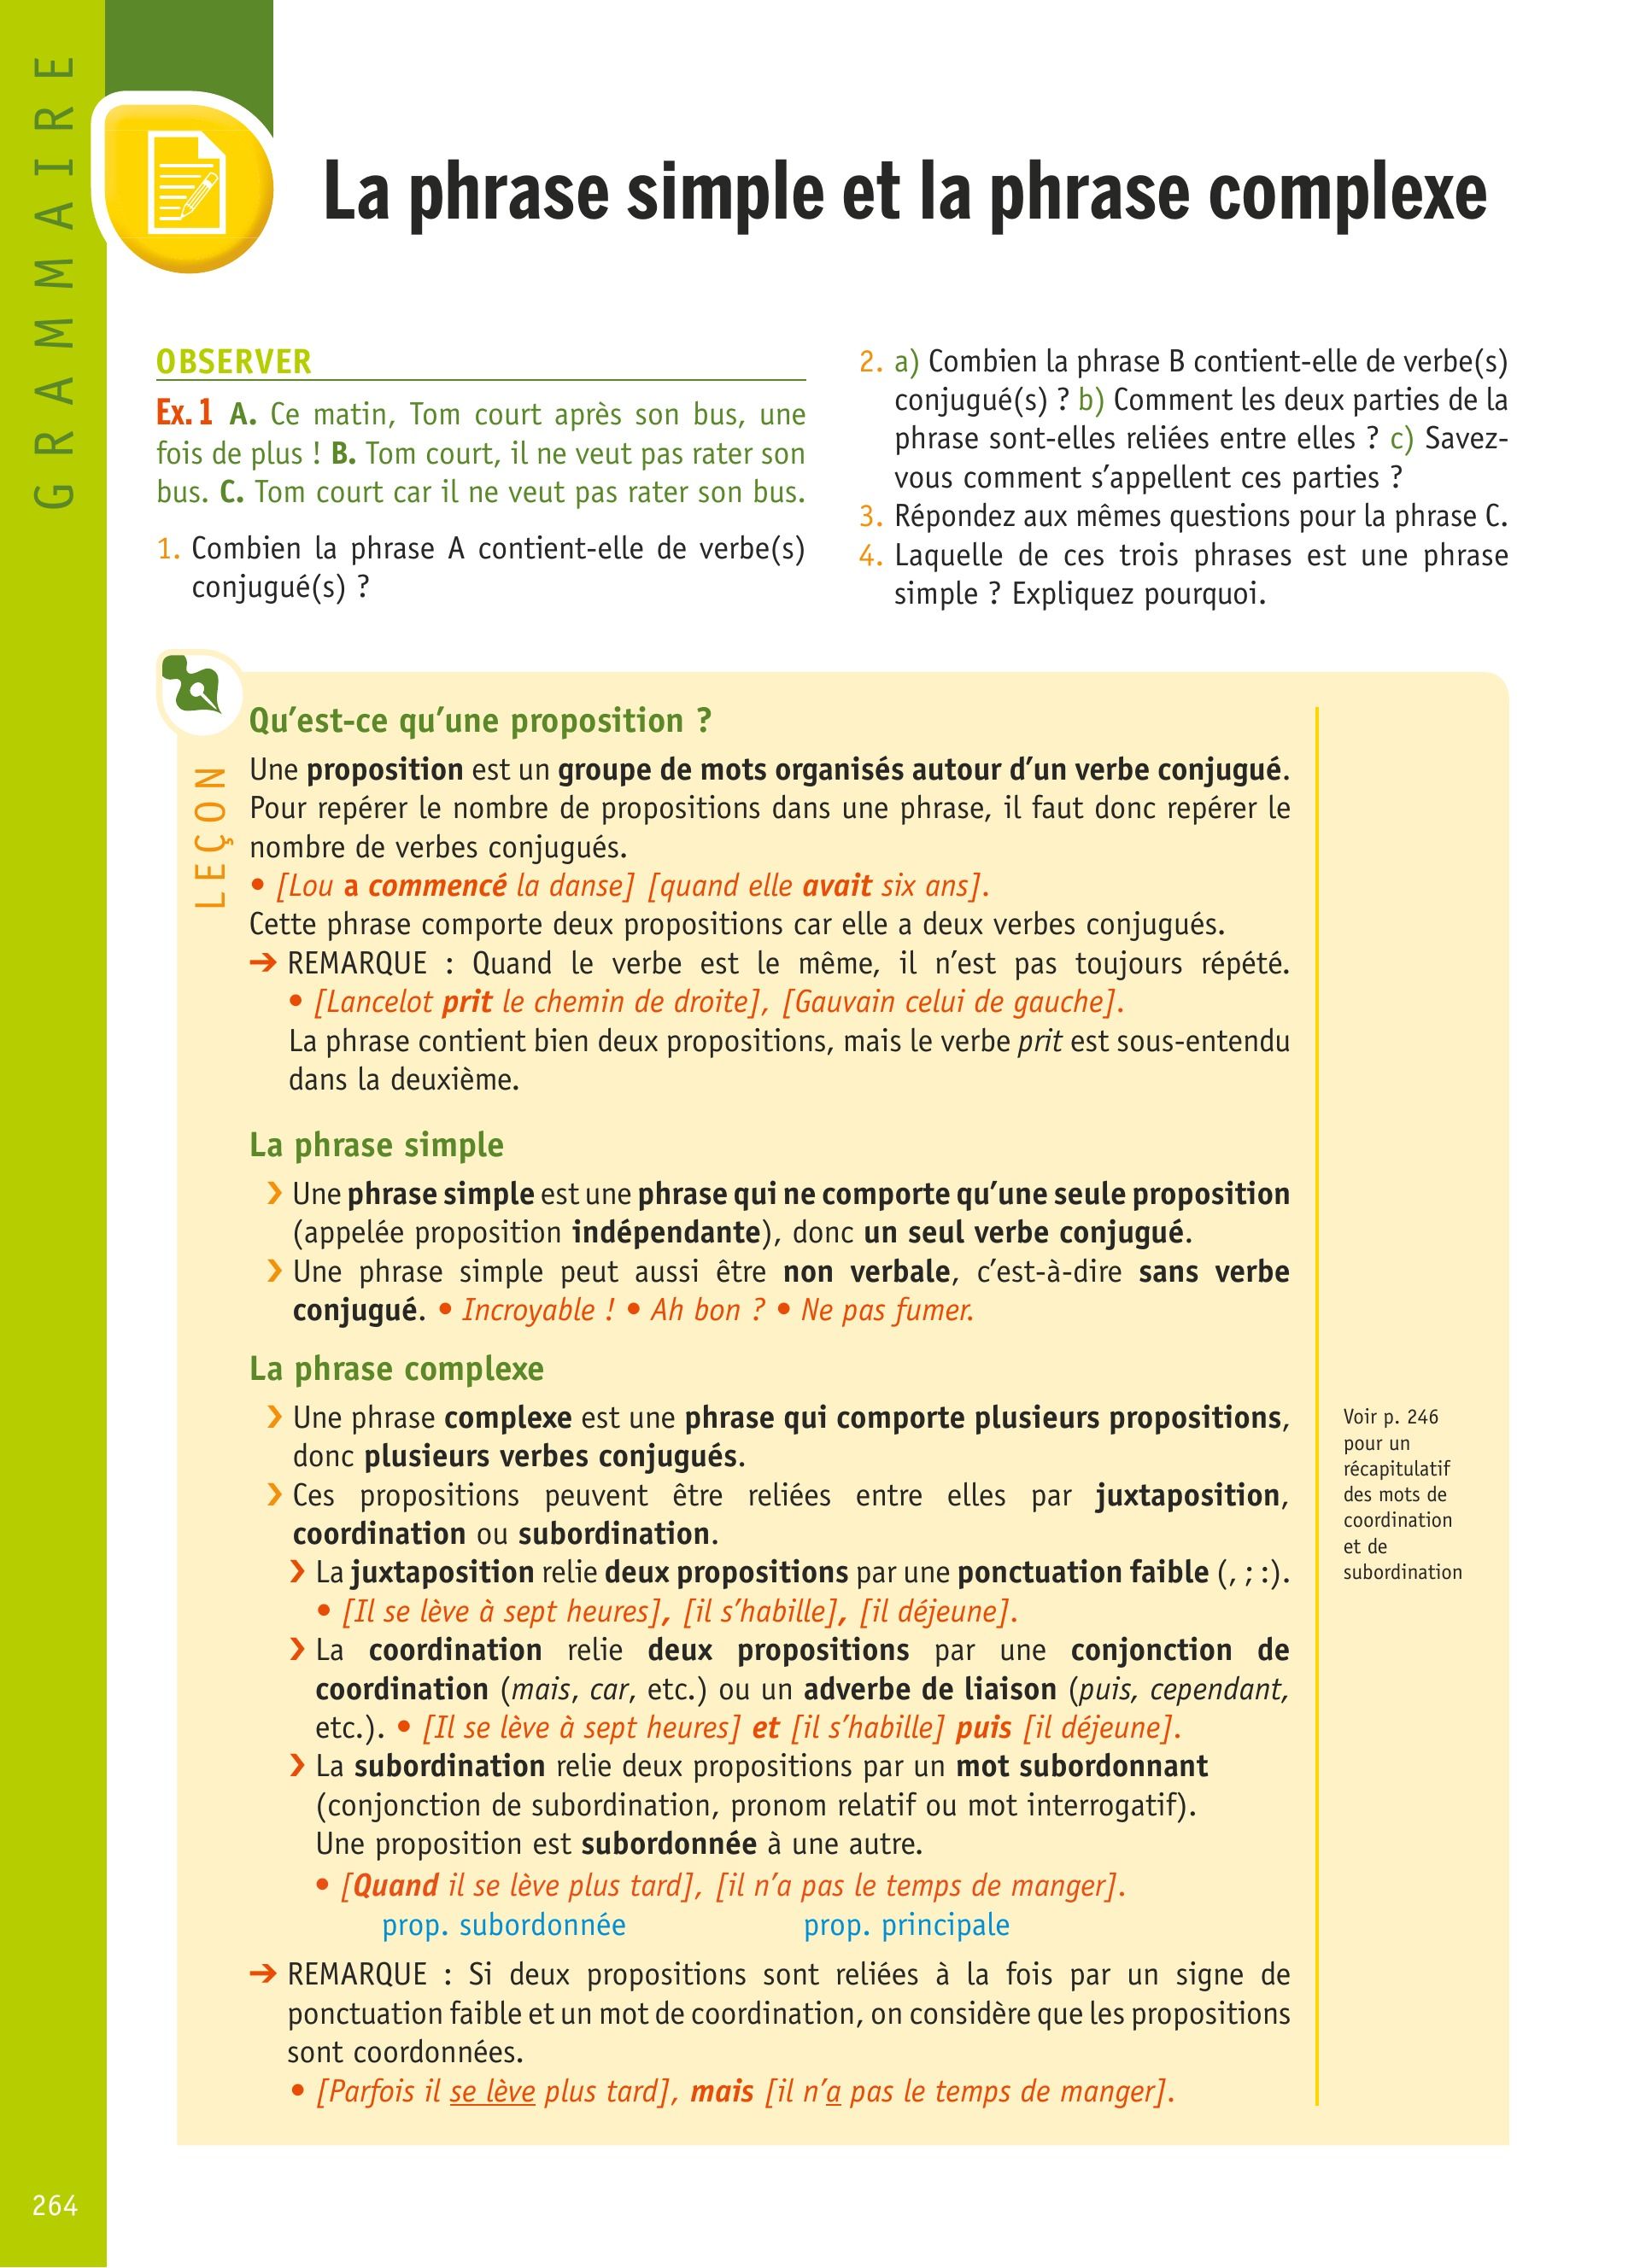 GRAMMAIRE
La phrase simple et la phrase complexe
OBSERVER
Ex. 1 A. Ce matin, Tom court après son bus, une
fois de plus ! B. Tom court, il ne veut pas rater son
bus. C. Tom court car il ne veut pas rater son bus.
1. Combien la phrase A contient-elle de verbe(s)
conjugué(s) ?
2. a) Combien la phrase B contient-elle de verbe(s)
conjugué(s) ? b) Comment les deux parties de la
phrase sont-elles reliées entre elles ? c) Savez-
vous comment s'appellent ces parties ?
3. Répondez aux mêmes questions pour la phrase C.
4. Laquelle de ces trois phrases est une phrase
simple ? Expliquez pourquoi.
LEÇON
Qu'est-ce qu'une proposition ?
Une proposition est un groupe de mots organisés autour d'un verbe conjugué.
Pour repérer le nombre de propositions dans une phrase, il faut donc repérer le
nombre de verbes conjugués.
• [Lou a commencé la danse] [quand elle avait six ans].
Cette phrase comporte deux propositions car elle a deux verbes conjugués.
➔ REMARQUE : Quand le verbe est le même, il n'est pas toujours répété.
• [Lancelot prit le chemin de droite], [Gauvain celui de gauche].
La phrase contient bien deux propositions, mais le verbe prit est sous-entendu
dans la deuxième.
La phrase simple
› Une phrase simple est une phrase qui ne comporte qu'une seule proposition
(appelée proposition indépendante), donc un seul verbe conjugué.
› Une phrase simple peut aussi être non verbale, c'est-à-dire sans verbe
conjugué. • Incroyable ! • Ah bon ? • Ne pas fumer.
La phrase complexe
› Une phrase complexe est une phrase qui comporte plusieurs propositions,
donc plusieurs verbes conjugués.
› Ces propositions peuvent être reliées entre elles par juxtaposition,
coordination ou subordination.
› La juxtaposition relie deux propositions par une ponctuation faible (, ; :).
• [Il se lève à sept heures], [il s'habille], [il déjeune].
› La coordination relie deux propositions par une conjonction de
coordination (mais, car, etc.) ou un adverbe de liaison (puis, cependant,
etc.). • [Il se lève à sept heures] et [il s'habille] puis [il déjeune].
› La subordination relie deux propositions par un mot subordonnant
(conjonction de subordination, pronom relatif ou mot interrogatif).
Une proposition est subordonnée à une autre.
• [Quand il se lève plus tard], [il n'a pas le temps de manger].
prop. subordonnée prop. principale
➔ REMARQUE : Si deux propositions sont reliées à la fois par un signe de
ponctuation faible et un mot de coordination, on considère que les propositions
sont coordonnées.
• [Parfois il se lève plus tard], mais [il n'a pas le temps de manger].
Voir p. 246
pour un
récapitulatif
des mots de
coordination
et de
subordination
264